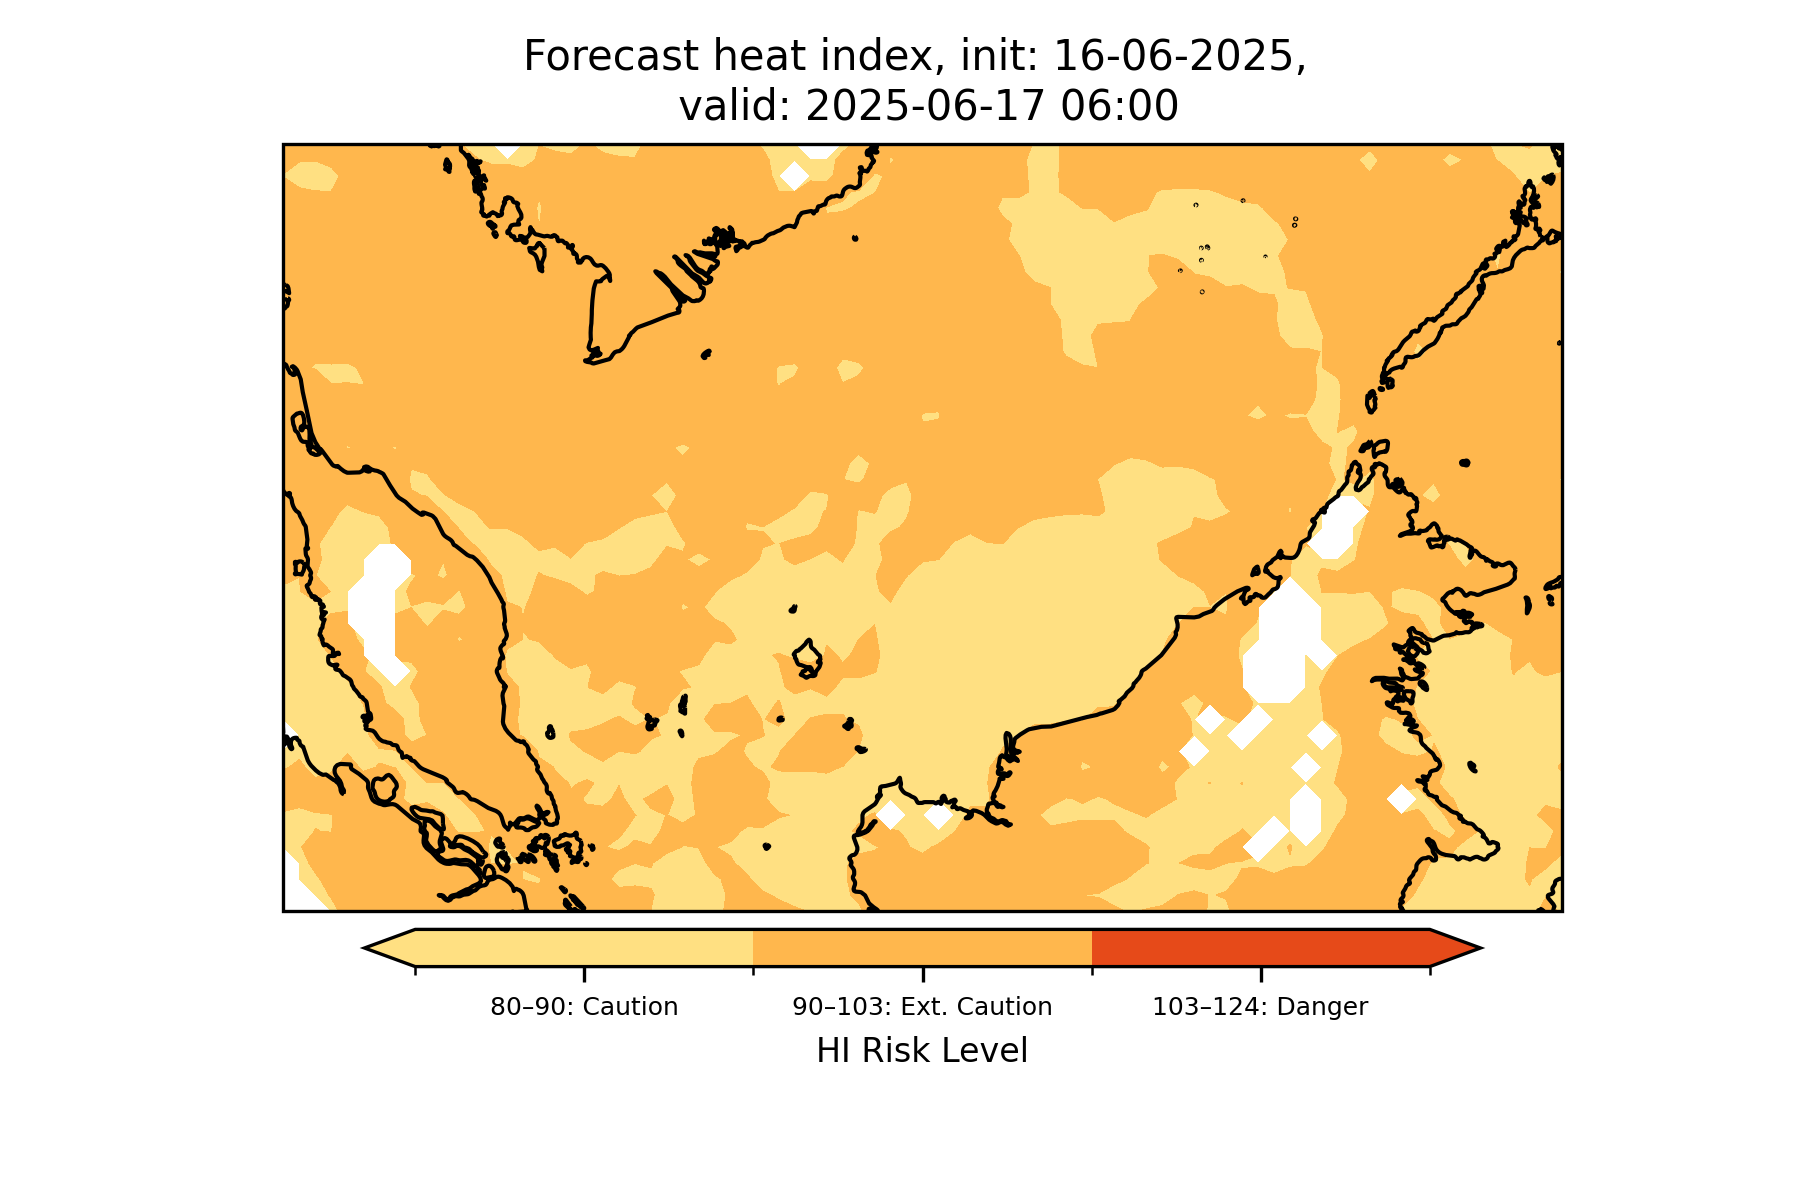 Forecast heat index, init: 16-06-2025,
valid: 2025-06-17 06:00
80–90: Caution
90–103: Ext. Caution
103–124: Danger
HI Risk Level